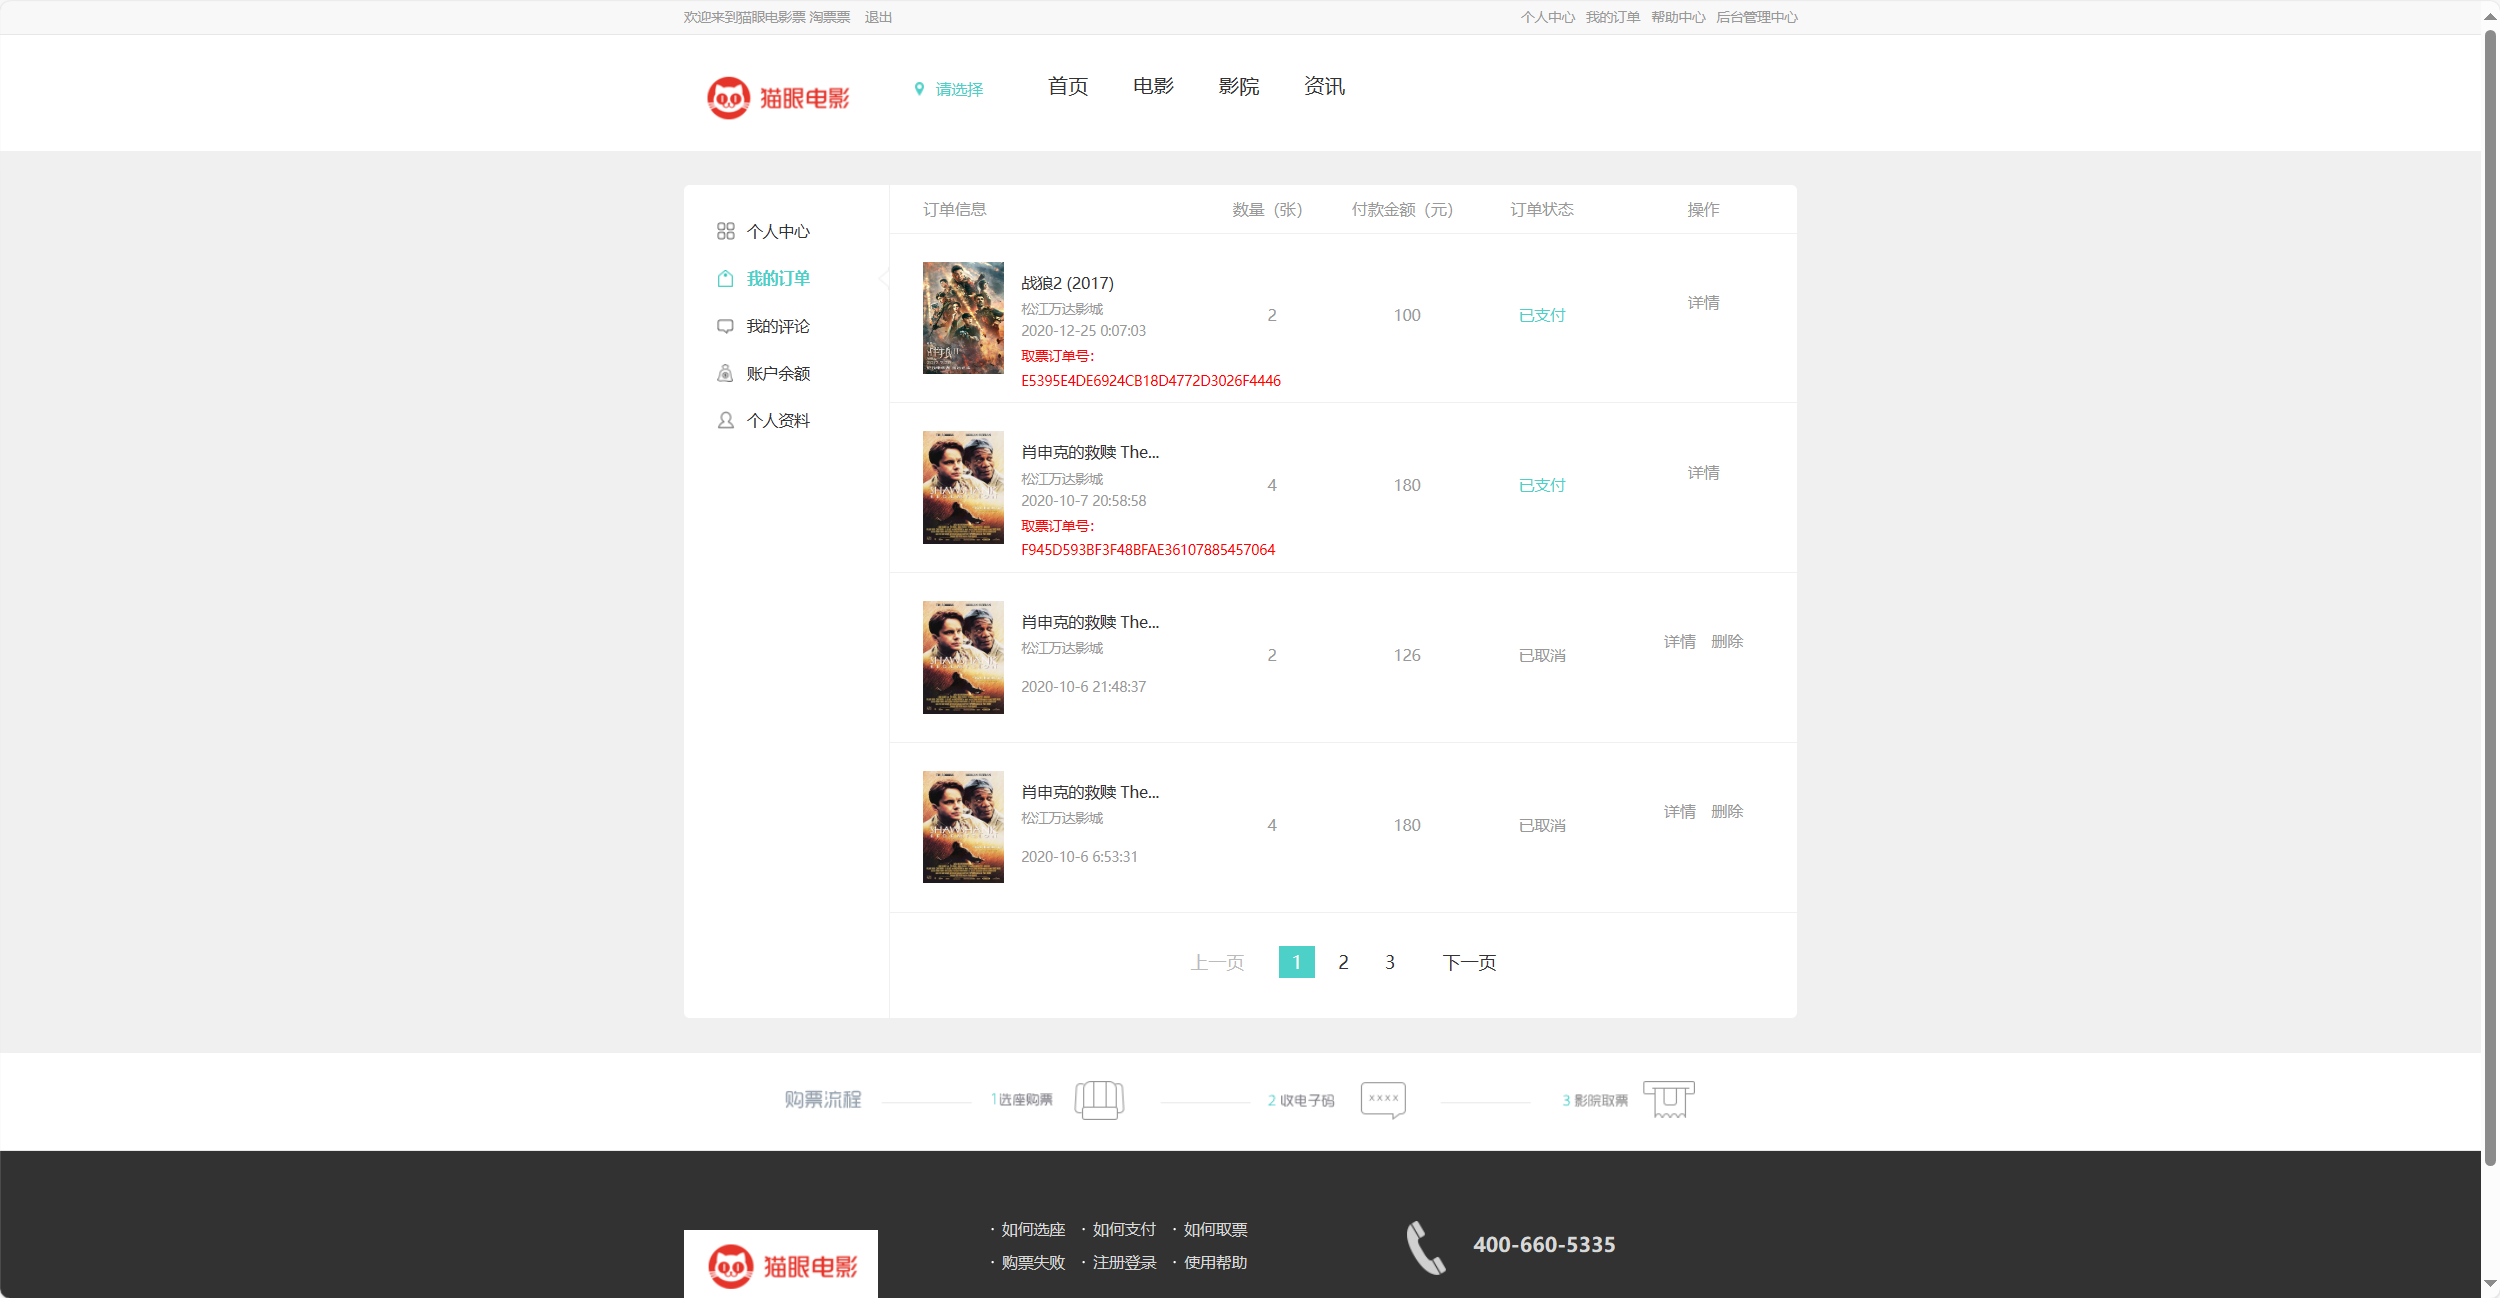 欢迎来到猫眼电影票 淘票票 退出
个人中心 我的订单 帮助中心 后台管理中心
猫眼电影
请选择
首页 电影 影院 资讯
个人中心
我的订单
我的评论
账户余额
个人资料
订单信息 数量（张） 付款金额（元） 订单状态 操作
战狼2 (2017)
松江万达影城
2020-12-25 0:07:03
取票订单号：
E5395E4DE6924CB18D4772D3026F4446
2 100 已支付 详情
肖申克的救赎 The...
松江万达影城
2020-10-7 20:58:58
取票订单号：
F945D593BF3F48BFAE36107885457064
4 180 已支付 详情
肖申克的救赎 The...
松江万达影城
2020-10-6 21:48:37
2 126 已取消 详情 删除
肖申克的救赎 The...
松江万达影城
2020-10-6 6:53:31
4 180 已取消 详情 删除
上一页 1 2 3 下一页
购票流程 1选座购票 2 收电子码 xxxx 3 影院取票
· 如何选座 · 如何支付 · 如何取票
· 购票失败 · 注册登录 · 使用帮助
400-660-5335
猫眼电影